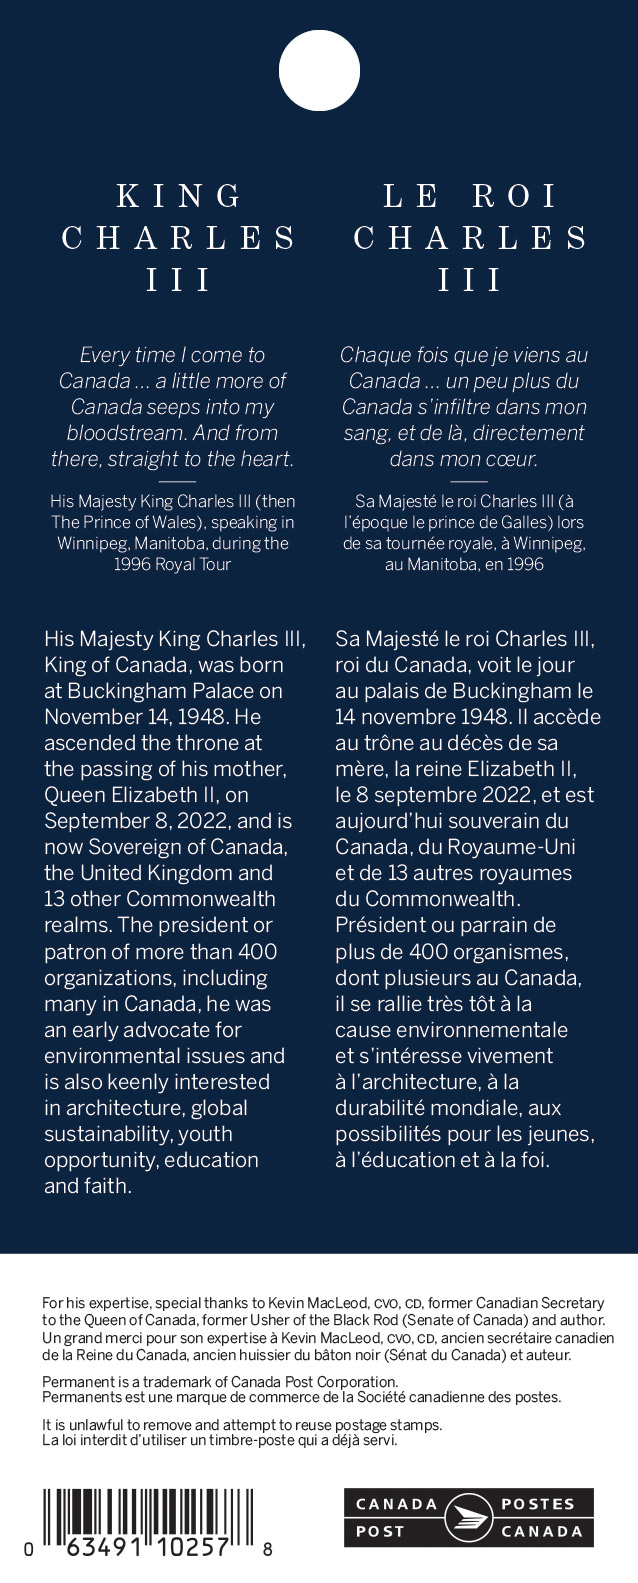 KING
CHARLES
III
Every time I come to
Canada ... a little more of
Canada seeps into my
bloodstream. And from
there, straight to the heart.
His Majesty King Charles III (then
The Prince of Wales), speaking in
Winnipeg, Manitoba, during the
1996 Royal Tour
His Majesty King Charles III,
King of Canada, was born
at Buckingham Palace on
November 14, 1948. He
ascended the throne at
the passing of his mother,
Queen Elizabeth II, on
September 8, 2022, and is
now Sovereign of Canada,
the United Kingdom and
13 other Commonwealth
realms. The president or
patron of more than 400
organizations, including
many in Canada, he was
an early advocate for
environmental issues and
is also keenly interested
in architecture, global
sustainability, youth
opportunity, education
and faith.
LE ROI
CHARLES
III
Chaque fois que je viens au
Canada ... un peu plus du
Canada s'infiltre dans mon
sang, et de là, directement
dans mon cœur.
Sa Majesté le roi Charles III (à
l'époque le prince de Galles) lors
de sa tournée royale, à Winnipeg,
au Manitoba, en 1996
Sa Majesté le roi Charles III,
roi du Canada, voit le jour
au palais de Buckingham le
14 novembre 1948. Il accède
au trône au décès de sa
mère, la reine Elizabeth II,
le 8 septembre 2022, et est
aujourd'hui souverain du
Canada, du Royaume-Uni
et de 13 autres royaumes
du Commonwealth.
Président ou parrain de
plus de 400 organismes,
dont plusieurs au Canada,
il se rallie très tôt à la
cause environnementale
et s'intéresse vivement
à l'architecture, à la
durabilité mondiale, aux
possibilités pour les jeunes,
à l'éducation et à la foi.
For his expertise, special thanks to Kevin MacLeod, CVO, CD, former Canadian Secretary
to the Queen of Canada, former Usher of the Black Rod (Senate of Canada) and author.
Un grand merci pour son expertise à Kevin MacLeod, CVO, CD, ancien secrétaire canadien
de la Reine du Canada, ancien huissier du bâton noir (Sénat du Canada) et auteur.
Permanent is a trademark of Canada Post Corporation.
Permanents est une marque de commerce de la Société canadienne des postes.
It is unlawful to remove and attempt to reuse postage stamps.
La loi interdit d'utiliser un timbre-poste qui a déjà servi.
0 63491 10257 8
CANADA POSTES
POST CANADA